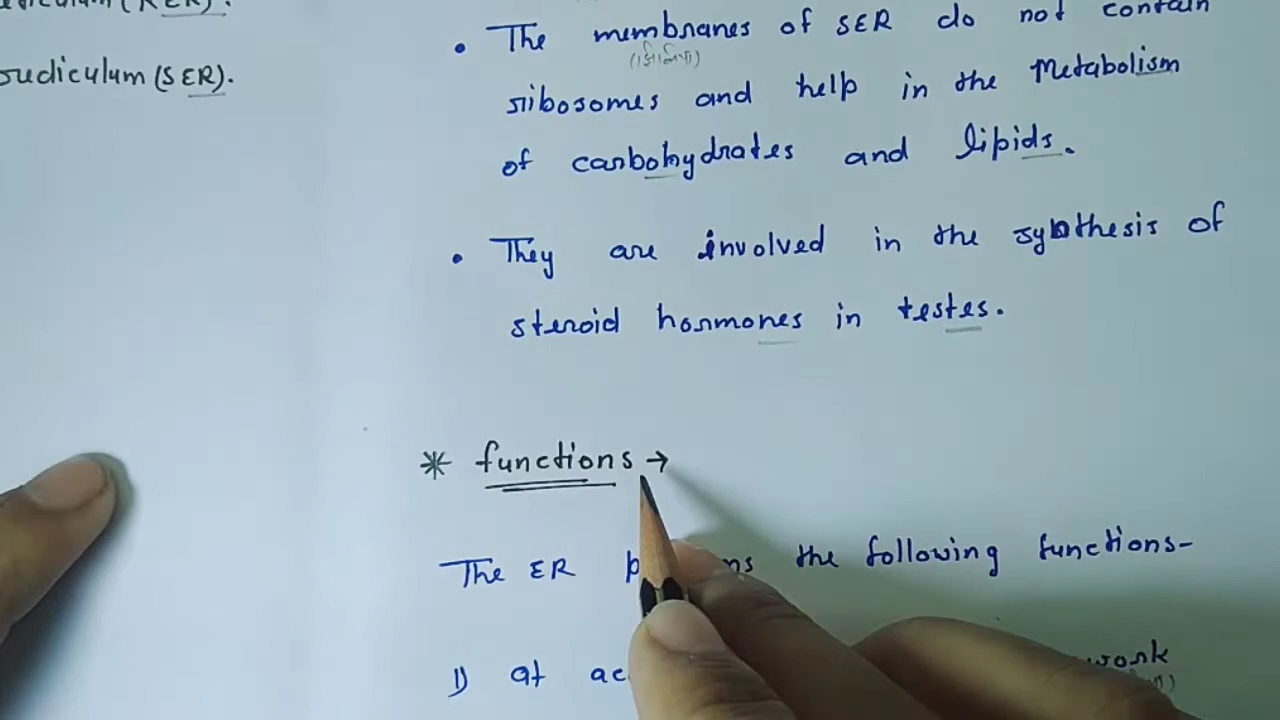 (SER).
• The membranes of SER do not contain
(झिल्लियां)
ribosomes and help in the Metabolism
of carbohydrates and lipids.
• They are involved in the synthesis of
steroid hormones in testes.
* functions →
The ER the following functions-
1) at
work